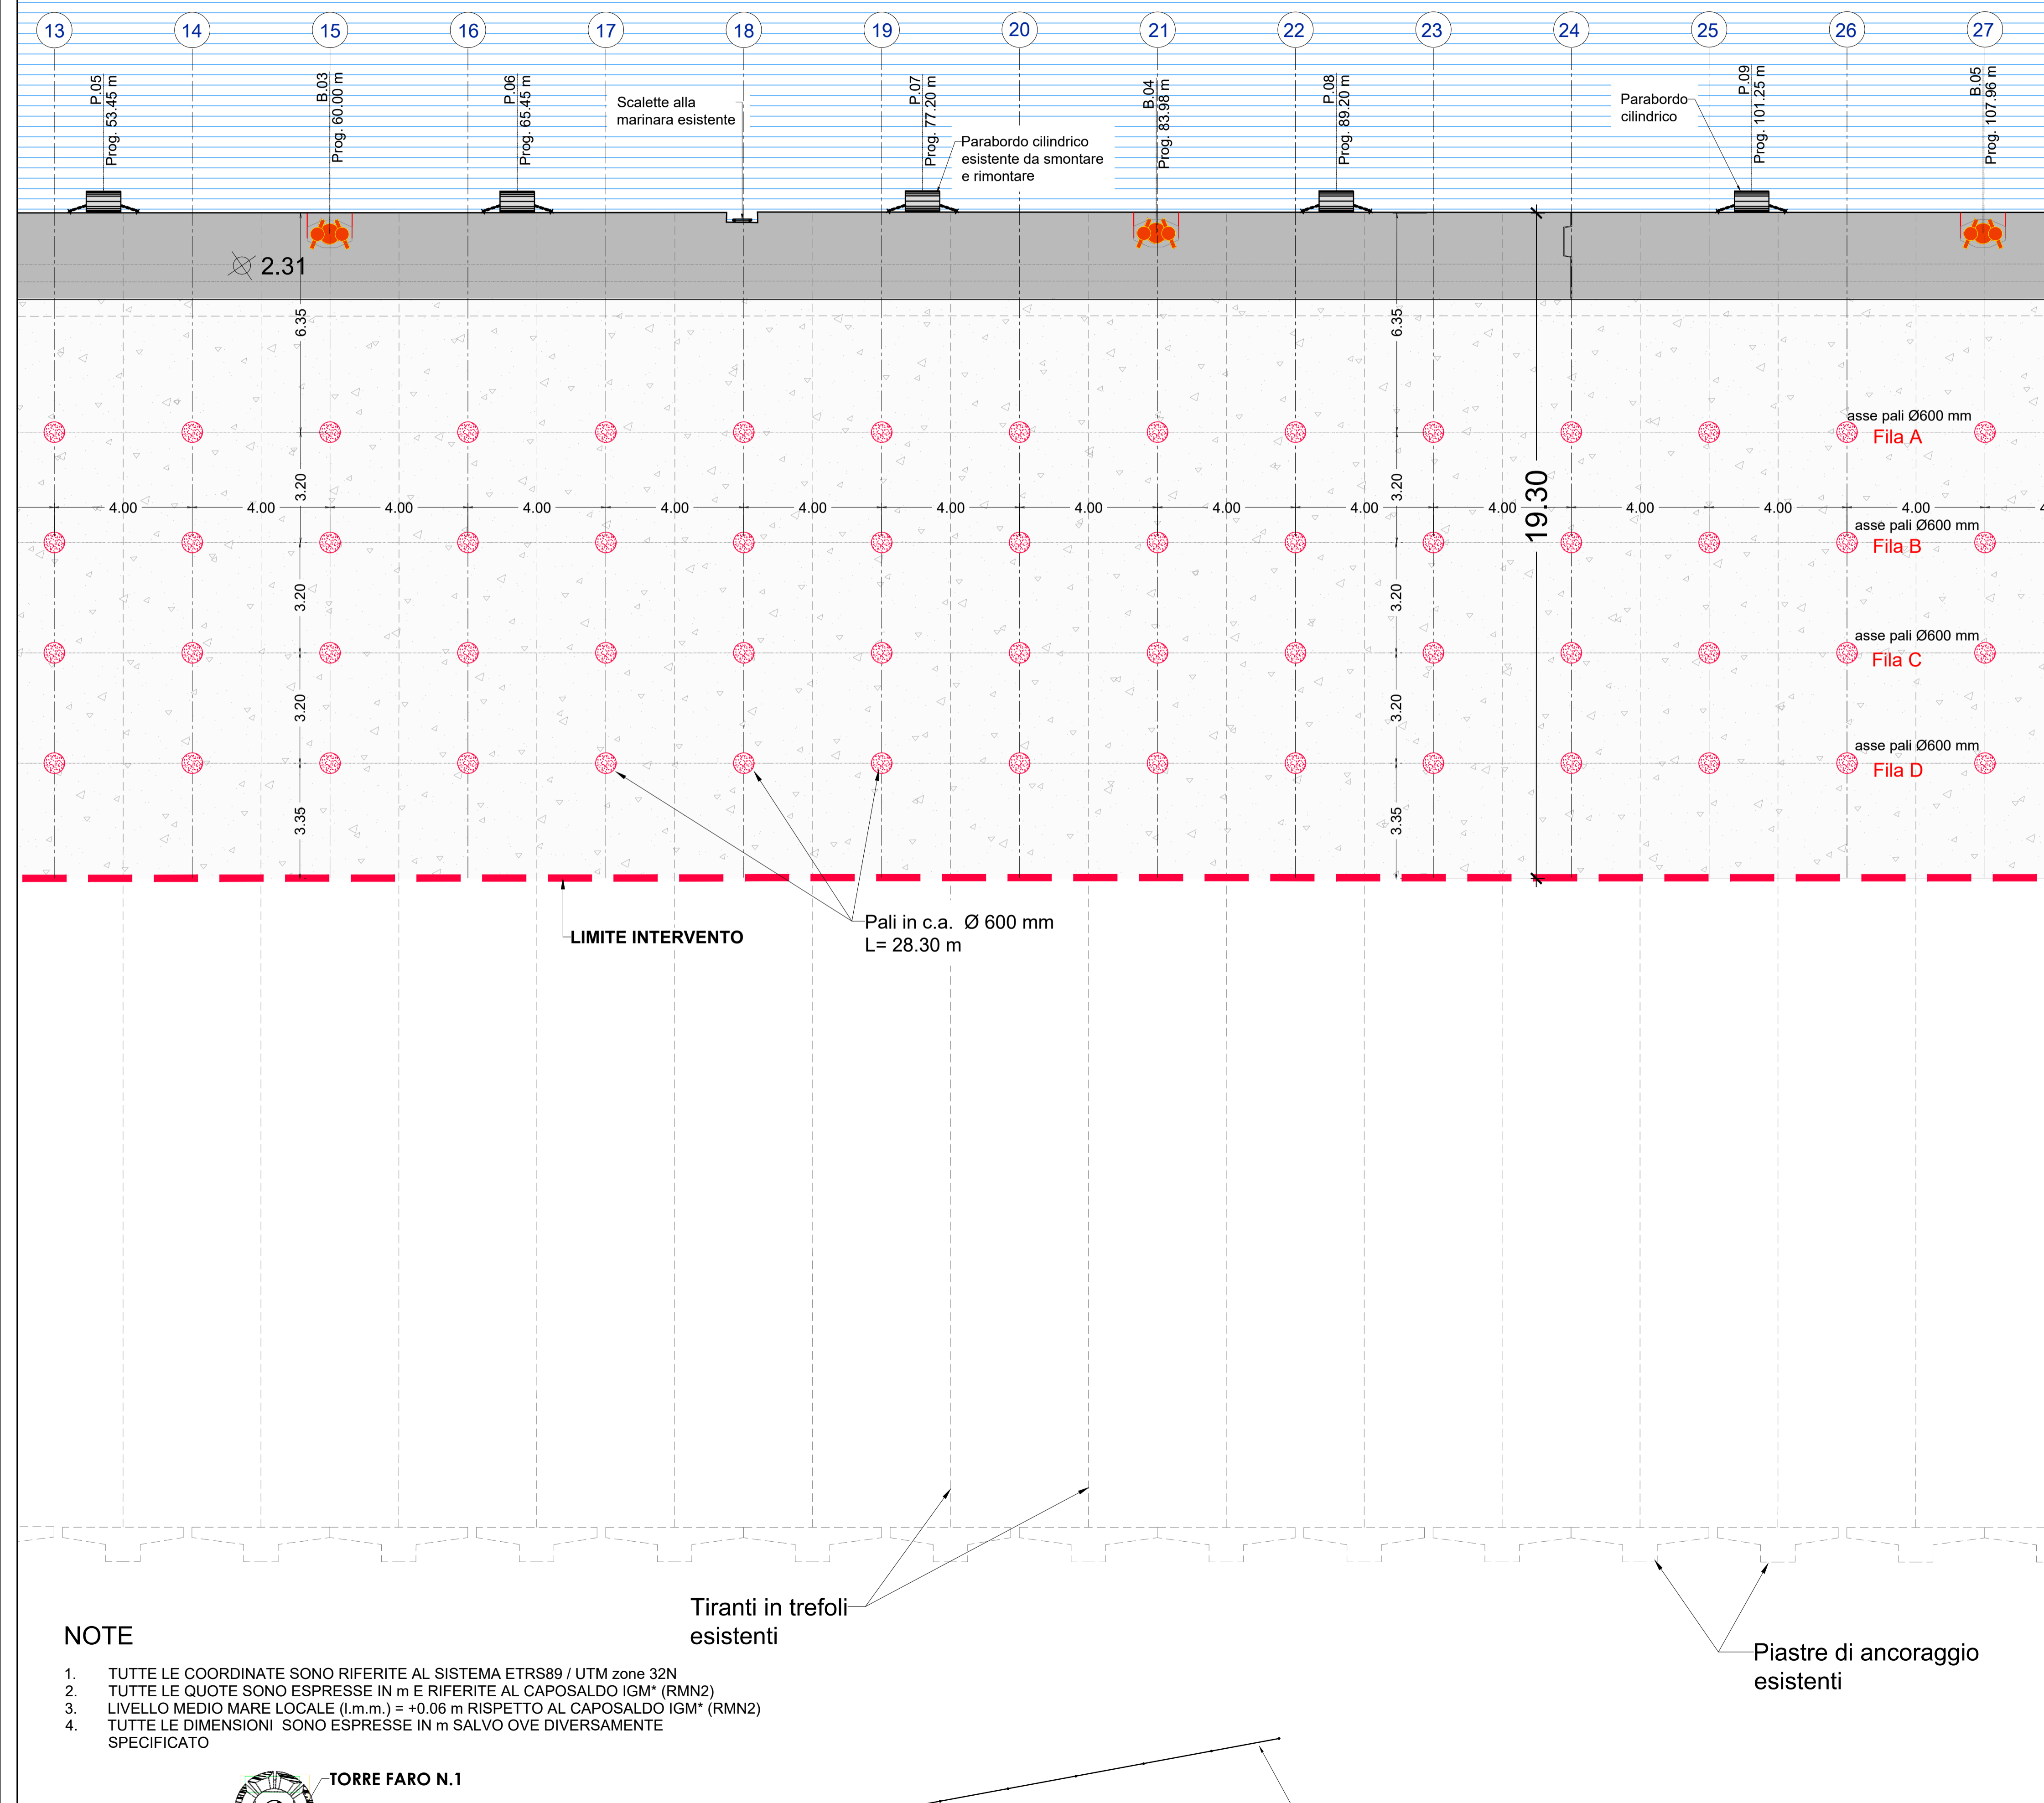 13 14 15 16 17 18 19 20 21 22 23 24 25 26 27
P.05
Prog. 53.45 m
B.03
Prog. 60.00 m
P.06
Prog. 65.45 m
Scalette alla
marinara esistente
P.07
Prog. 77.20 m
Parabordo cilindrico
esistente da smontare
e rimontare
B.04
Prog. 83.98 m
P.08
Prog. 89.20 m
Parabordo
cilindrico
P.09
Prog. 101.25 m
B.05
Prog. 107.96 m
2.31
6.35
6.35
asse pali Ø600 mm
Fila A
3.20
3.20
19.30
4.00 4.00 4.00 4.00 4.00 4.00 4.00 4.00 4.00 4.00 4.00 4.00 4.00 4.00
asse pali Ø600 mm
Fila B
3.20
3.20
asse pali Ø600 mm
Fila C
3.20
3.20
asse pali Ø600 mm
Fila D
3.35
3.35
LIMITE INTERVENTO
Pali in c.a. Ø 600 mm
L= 28.30 m
Tiranti in trefoli
esistenti
Piastre di ancoraggio
esistenti
NOTE
1. TUTTE LE COORDINATE SONO RIFERITE AL SISTEMA ETRS89 / UTM zone 32N
2. TUTTE LE QUOTE SONO ESPRESSE IN m E RIFERITE AL CAPOSALDO IGM* (RMN2)
3. LIVELLO MEDIO MARE LOCALE (l.m.m.) = +0.06 m RISPETTO AL CAPOSALDO IGM* (RMN2)
4. TUTTE LE DIMENSIONI SONO ESPRESSE IN m SALVO OVE DIVERSAMENTE
SPECIFICATO
TORRE FARO N.1